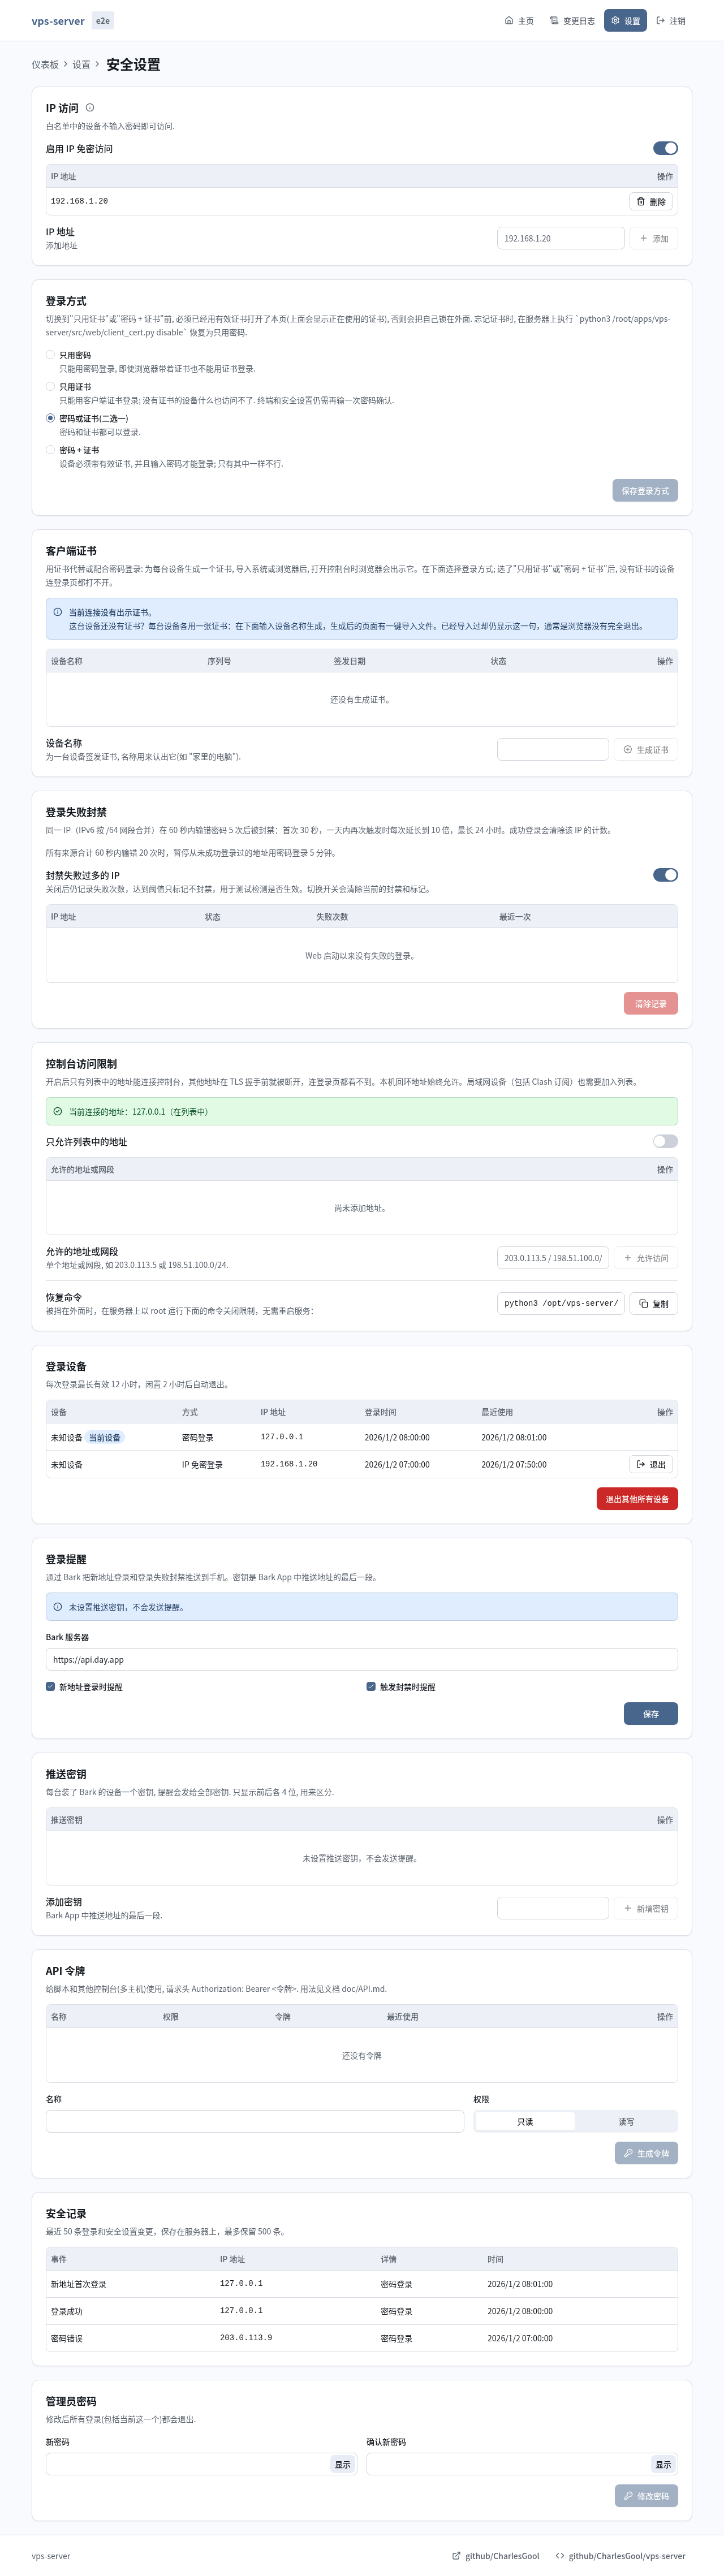 vps-server e2e 主页 变更日志 设置 注销
仪表板 > 设置 > 安全设置
IP 访问
白名单中的设备不输入密码即可访问.
启用 IP 免密访问
IP 地址 操作
192.168.1.20 删除
IP 地址
添加地址
192.168.1.20 添加
登录方式
切换到"只用证书"或"密码 + 证书"前, 必须已经用有效证书打开了本页(上面会显示正在使用的证书), 否则会把自己锁在外面. 忘记证书时, 在服务器上执行 `python3 /root/apps/vps-
server/src/web/client_cert.py disable` 恢复为只用密码.
只用密码
只能用密码登录, 即使浏览器带着证书也不能用证书登录.
只用证书
只能用客户端证书登录; 没有证书的设备什么也访问不了. 终端和安全设置仍需再输一次密码确认.
密码或证书(二选一)
密码和证书都可以登录.
密码 + 证书
设备必须带有效证书, 并且输入密码才能登录; 只有其中一样不行.
保存登录方式
客户端证书
用证书代替或配合密码登录: 为每台设备生成一个证书, 导入系统或浏览器后, 打开控制台时浏览器会出示它。在下面选择登录方式; 选了"只用证书"或"密码 + 证书"后, 没有证书的设备
连登录页都打不开。
当前连接没有出示证书。
这台设备还没有证书？每台设备各用一张证书：在下面输入设备名称生成，生成后的页面有一键导入文件。已经导入过却仍显示这一句，通常是浏览器没有完全退出。
设备名称 序列号 签发日期 状态 操作
还没有生成证书。
设备名称
为一台设备签发证书, 名称用来认出它(如 "家里的电脑").
生成证书
登录失败封禁
同一 IP（IPv6 按 /64 网段合并）在 60 秒内输错密码 5 次后被封禁：首次 30 秒，一天内再次触发时每次延长到 10 倍，最长 24 小时。成功登录会清除该 IP 的计数。
所有来源合计 60 秒内输错 20 次时，暂停从未成功登录过的地址用密码登录 5 分钟。
封禁失败过多的 IP
关闭后仍记录失败次数，达到阈值只标记不封禁，用于测试检测是否生效。切换开关会清除当前的封禁和标记。
IP 地址 状态 失败次数 最近一次
Web 启动以来没有失败的登录。
清除记录
控制台访问限制
开启后只有列表中的地址能连接控制台，其他地址在 TLS 握手前就被断开，连登录页都看不到。本机回环地址始终允许。局域网设备（包括 Clash 订阅）也需要加入列表。
当前连接的地址：127.0.0.1（在列表中）
只允许列表中的地址
允许的地址或网段 操作
尚未添加地址。
允许的地址或网段
单个地址或网段, 如 203.0.113.5 或 198.51.100.0/24.
203.0.113.5 / 198.51.100.0/ 允许访问
恢复命令
被挡在外面时，在服务器上以 root 运行下面的命令关闭限制，无需重启服务：
python3 /opt/vps-server/ 复制
登录设备
每次登录最长有效 12 小时，闲置 2 小时后自动退出。
设备 方式 IP 地址 登录时间 最近使用 操作
未知设备 当前设备 密码登录 127.0.0.1 2026/1/2 08:00:00 2026/1/2 08:01:00
未知设备 IP 免密登录 192.168.1.20 2026/1/2 07:00:00 2026/1/2 07:50:00 退出
退出其他所有设备
登录提醒
通过 Bark 把新地址登录和登录失败封禁推送到手机。密钥是 Bark App 中推送地址的最后一段。
未设置推送密钥，不会发送提醒。
Bark 服务器
https://api.day.app
新地址登录时提醒 触发封禁时提醒
保存
推送密钥
每台装了 Bark 的设备一个密钥, 提醒会发给全部密钥. 只显示前后各 4 位, 用来区分.
推送密钥 操作
未设置推送密钥，不会发送提醒。
添加密钥
Bark App 中推送地址的最后一段.
新增密钥
API 令牌
给脚本和其他控制台(多主机)使用, 请求头 Authorization: Bearer <令牌>. 用法见文档 doc/API.md.
名称 权限 令牌 最近使用 操作
还没有令牌
名称 权限
只读 读写
生成令牌
安全记录
最近 50 条登录和安全设置变更，保存在服务器上，最多保留 500 条。
事件 IP 地址 详情 时间
新地址首次登录 127.0.0.1 密码登录 2026/1/2 08:01:00
登录成功 127.0.0.1 密码登录 2026/1/2 08:00:00
密码错误 203.0.113.9 密码登录 2026/1/2 07:00:00
管理员密码
修改后所有登录(包括当前这一个)都会退出.
新密码 确认新密码
显示 显示
修改密码
vps-server github/CharlesGool github/CharlesGool/vps-server